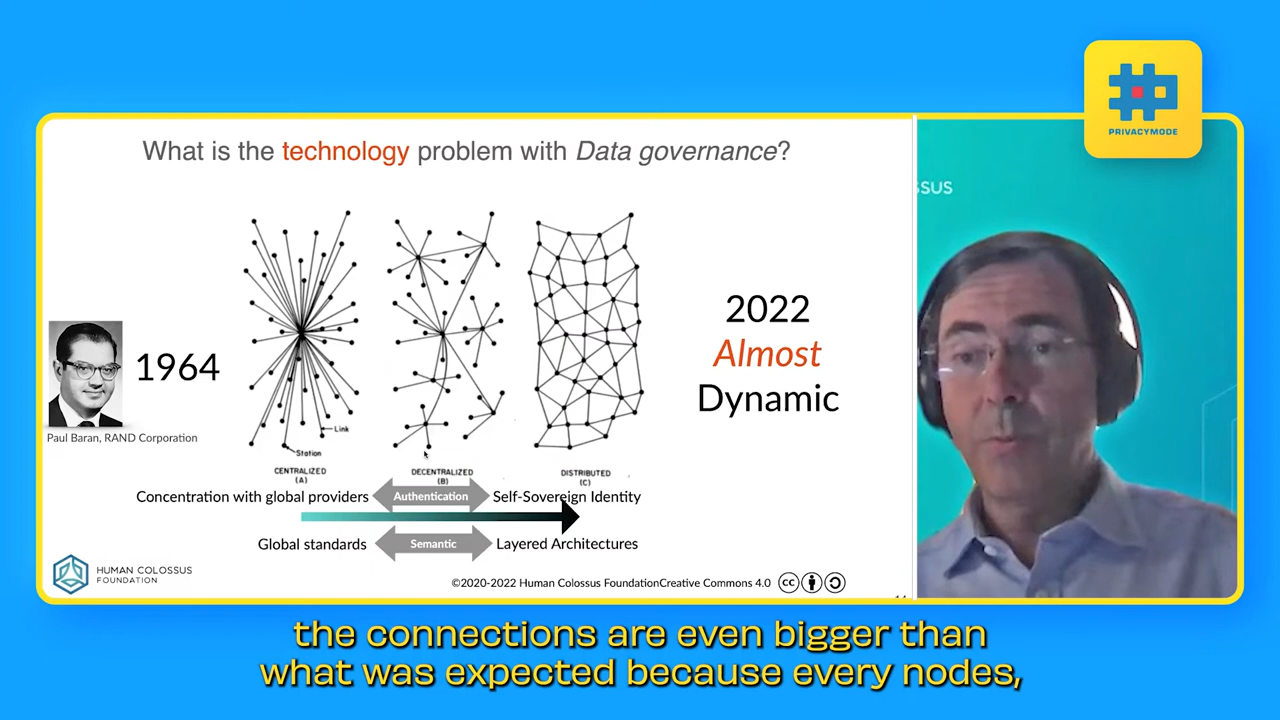 PRIVACYMODE
SSUS
What is the technology problem with Data governance?
1964
Paul Baran, RAND Corporation
Link
Station
CENTRALIZED
(A)
DECENTRALIZED
(B)
DISTRIBUTED
(C)
2022
Almost
Dynamic
Concentration with global providers Authentication Self-Sovereign Identity
Global standards Semantic Layered Architectures
HUMAN COLOSSUS
FOUNDATION
©2020-2022 Human Colossus FoundationCreative Commons 4.0 cc
the connections are even bigger than
what was expected because every nodes,